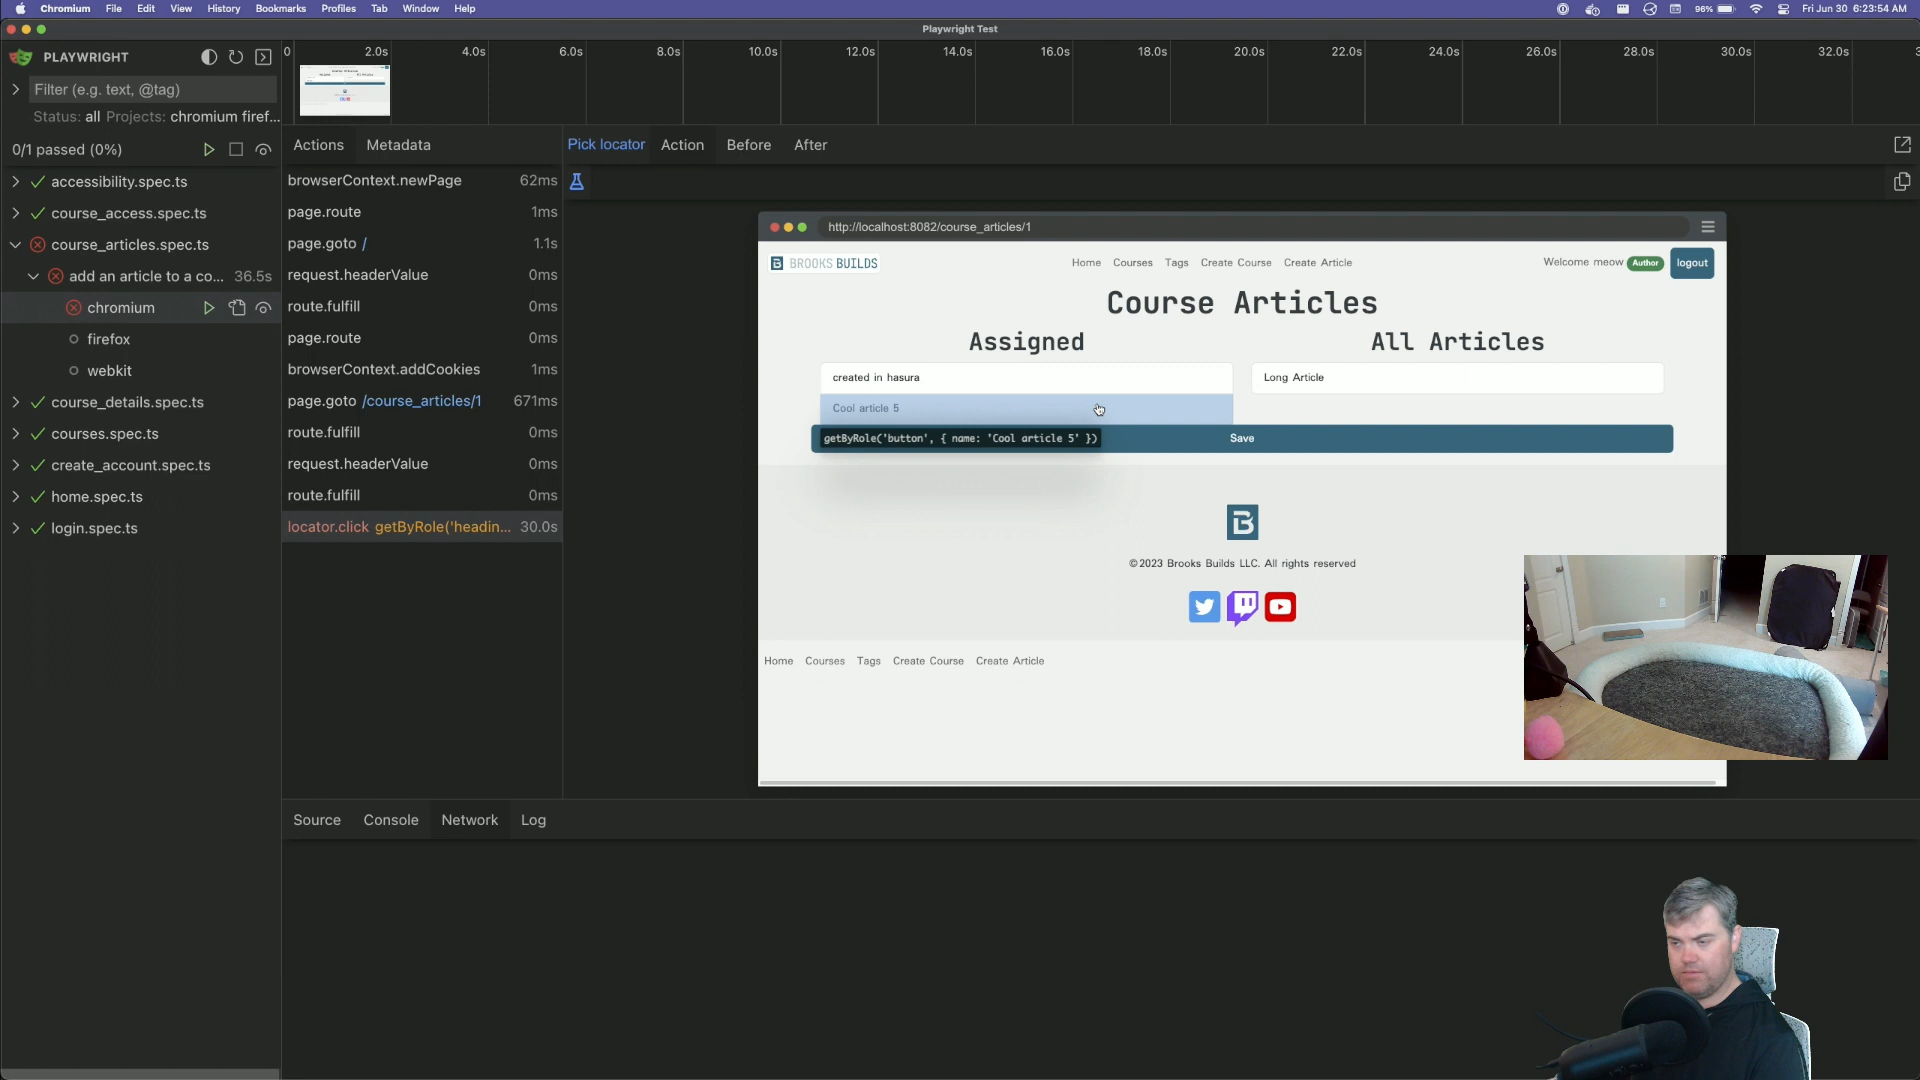 Chromium File Edit View History Bookmarks Profiles Tab Window Help 96% Fri Jun 30 6:23:54 AM
Playwright Test
PLAYWRIGHT
Filter (e.g. text, @tag)
Status: all Projects: chromium firef...
0/1 passed (0%)
accessibility.spec.ts
course_access.spec.ts
course_articles.spec.ts
add an article to a co... 36.5s
chromium
firefox
webkit
course_details.spec.ts
courses.spec.ts
create_account.spec.ts
home.spec.ts
login.spec.ts
0 2.0s 4.0s 6.0s 8.0s 10.0s 12.0s 14.0s 16.0s 18.0s 20.0s 22.0s 24.0s 26.0s 28.0s 30.0s 32.0s
Actions Metadata
browserContext.newPage 62ms
page.route 1ms
page.goto / 1.1s
request.headerValue 0ms
route.fulfill 0ms
page.route 0ms
browserContext.addCookies 1ms
page.goto /course_articles/1 671ms
route.fulfill 0ms
request.headerValue 0ms
route.fulfill 0ms
locator.click getByRole('headin... 30.0s
Pick locator Action Before After
http://localhost:8082/course_articles/1
B BROOKS BUILDS Home Courses Tags Create Course Create Article Welcome meow Author logout
Course Articles
Assigned All Articles
created in hasura Long Article
Cool article 5
getByRole('button', { name: 'Cool article 5' }) Save
B
©2023 Brooks Builds LLC. All rights reserved
Home Courses Tags Create Course Create Article
Source Console Network Log